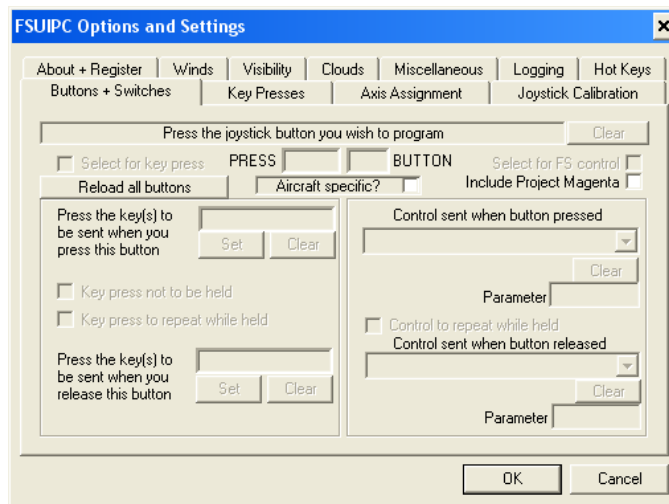 FSUIPC Options and Settings
About + Register Winds Visibility Clouds Miscellaneous Logging Hot Keys
Buttons + Switches Key Presses Axis Assignment Joystick Calibration
Press the joystick button you wish to program Clear
Select for key press PRESS BUTTON Select for FS control
Reload all buttons Aircraft specific? Include Project Magenta
Press the key(s) to
be sent when you
press this button
Set Clear
Key press not to be held
Key press to repeat while held
Press the key(s) to
be sent when you
release this button
Set Clear
Control sent when button pressed
Clear
Parameter
Control to repeat while held
Control sent when button released
Clear
Parameter
OK Cancel